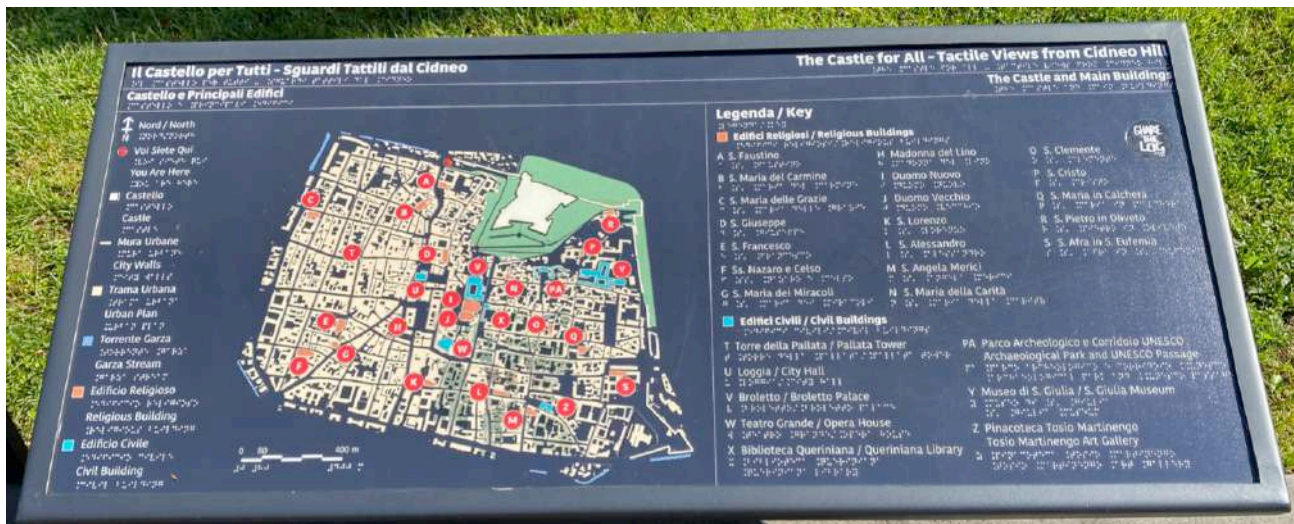 Il Castello per Tutti - Sguardi Tattili dal Cidneo
The Castle for All - Tactile Views from Cidneo Hill
Castello e Principali Edifici
The Castle and Main Buildings
N
Nord / North
Voi Siete Qui
You Are Here
Castello
Castle
Mura Urbane
City Walls
Trama Urbana
Urban Plan
Torrente Garza
Garza Stream
Edificio Religioso
Religious Building
Edificio Civile
Civil Building
A
B
C
R
P
T
D
V
Y
U
N
PA
I
J
X
O
E
H
Q
G
W
F
K
L
S
Z
M
0 80 400 m
Legenda / Key
Edifici Religiosi / Religious Buildings
A S. Faustino
B S. Maria del Carmine
C S. Maria delle Grazie
D S. Giuseppe
E S. Francesco
F Ss. Nazaro e Celso
G S. Maria dei Miracoli
H Madonna del Lino
I Duomo Nuovo
J Duomo Vecchio
K S. Lorenzo
L S. Alessandro
M S. Angela Merici
N S. Maria della Carità
O S. Clemente
P S. Cristo
Q S. Maria in Calchera
R S. Pietro in Oliveto
S S. Afra in S. Eufemia
Edifici Civili / Civil Buildings
T Torre della Pallata / Pallata Tower
U Loggia / City Hall
V Broletto / Broletto Palace
W Teatro Grande / Opera House
X Biblioteca Queriniana / Queriniana Library
PA Parco Archeologico e Corridoio UNESCO
Archaeological Park and UNESCO Passage
Y Museo di S. Giulia / S. Giulia Museum
Z Pinacoteca Tosio Martinengo
Tosio Martinengo Art Gallery
SHARE
THE
LOG